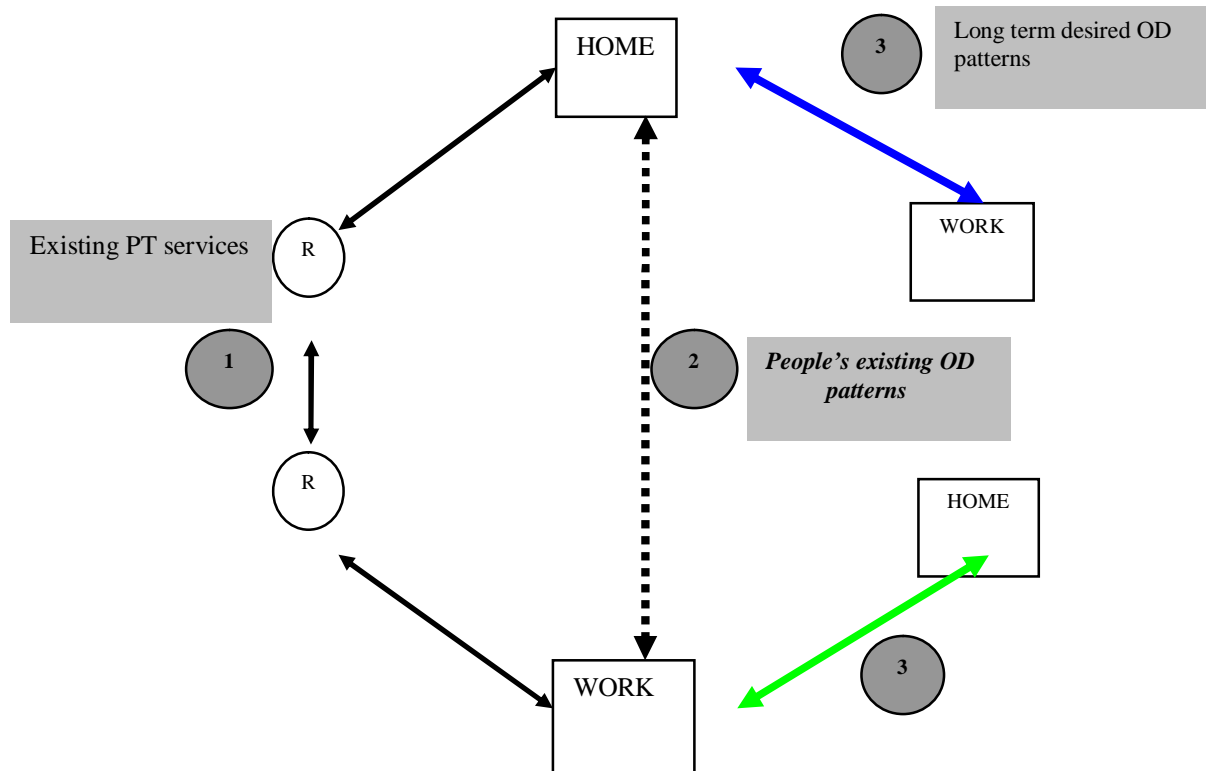 HOME
3
Long term desired OD
patterns
WORK
Existing PT services
R
1
2
People’s existing OD
patterns
R
HOME
WORK
3